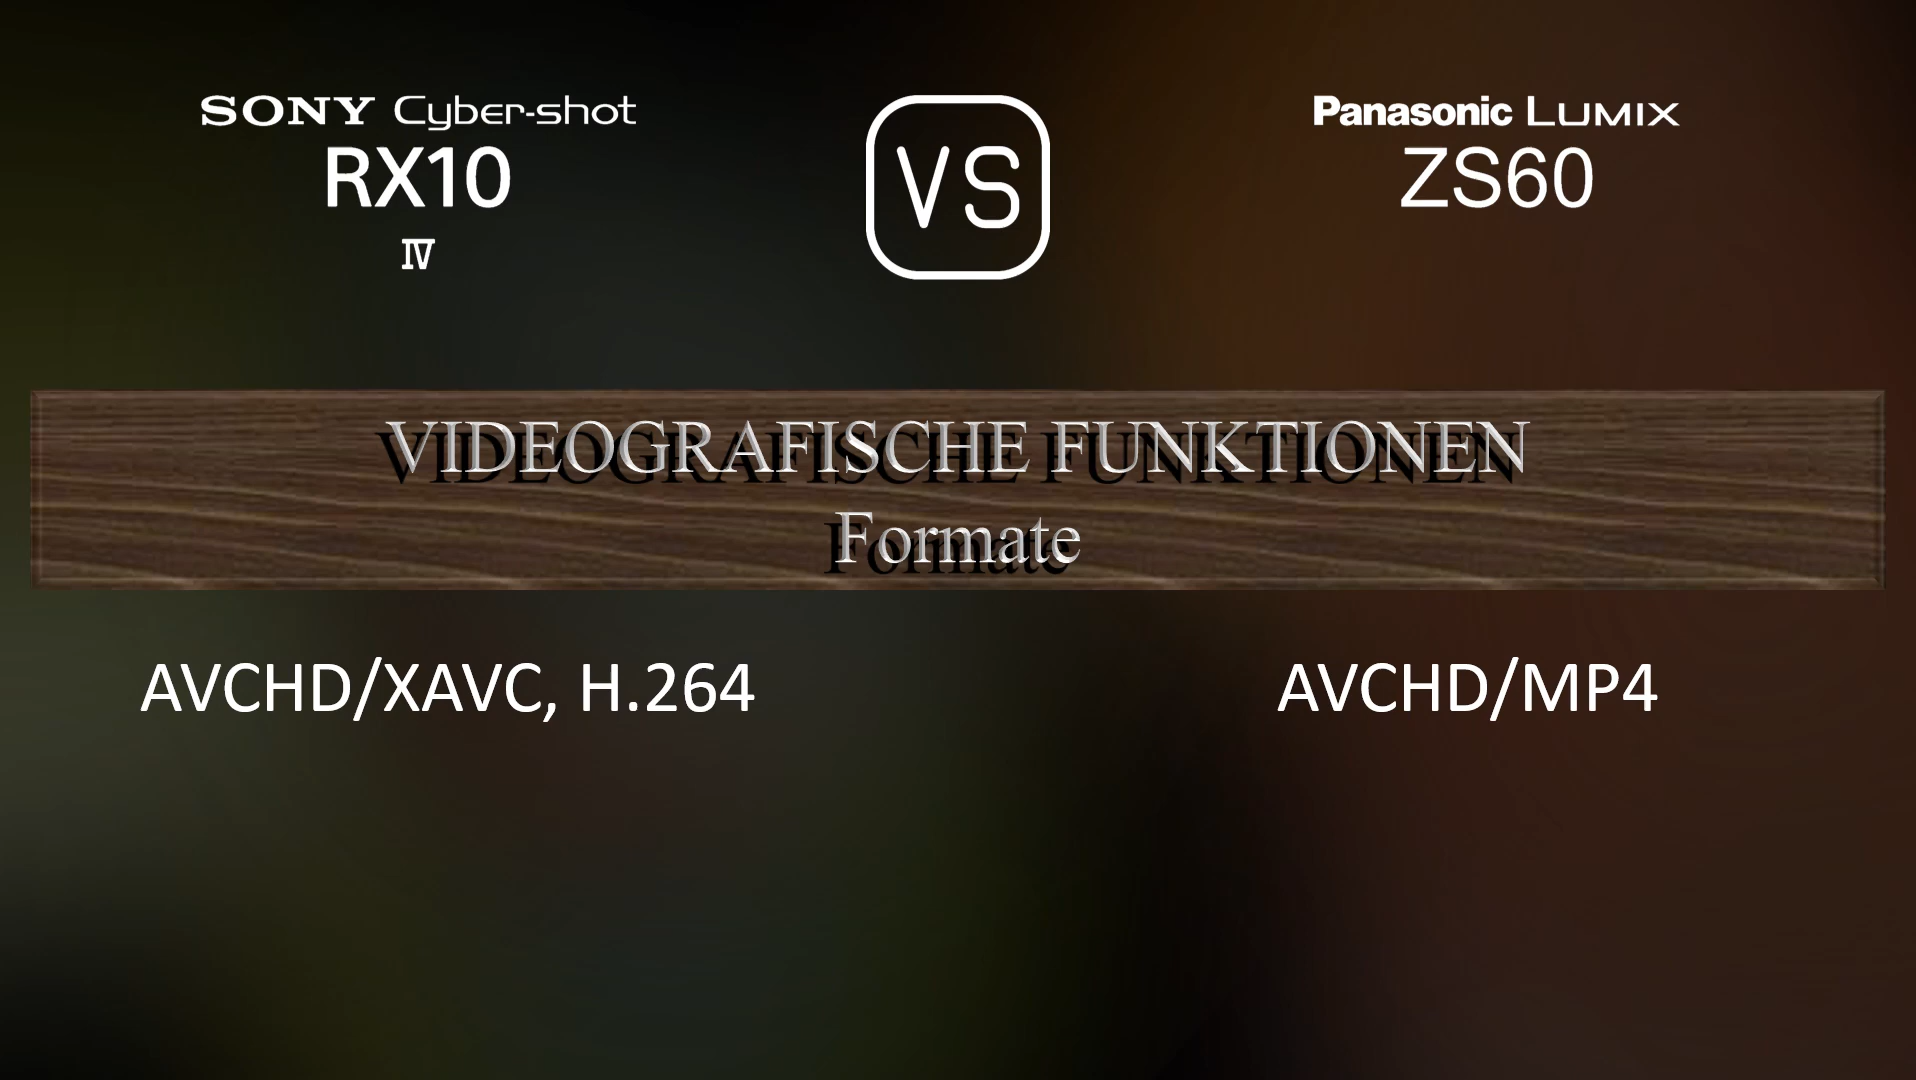 SONY Cyber-shot
RX10
IV
VS
Panasonic LUMIX
ZS60
VIDEOGRAFISCHE FUNKTIONEN
Formate
AVCHD/XAVC, H.264
AVCHD/MP4